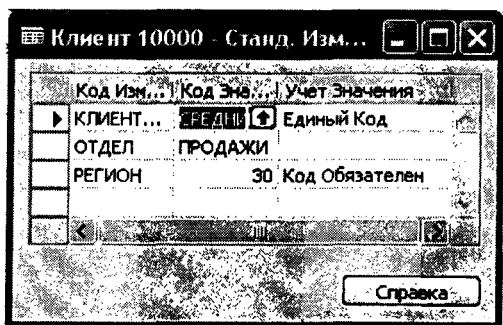 Клиент 10000 - Станд. Изм...
Код Изм... Код Зна... Учет Значения
КЛИЕНТ... СРЕДНИ Единый Код
ОТДЕЛ ПРОДАЖИ
РЕГИОН 30 Код Обязателен
Справка